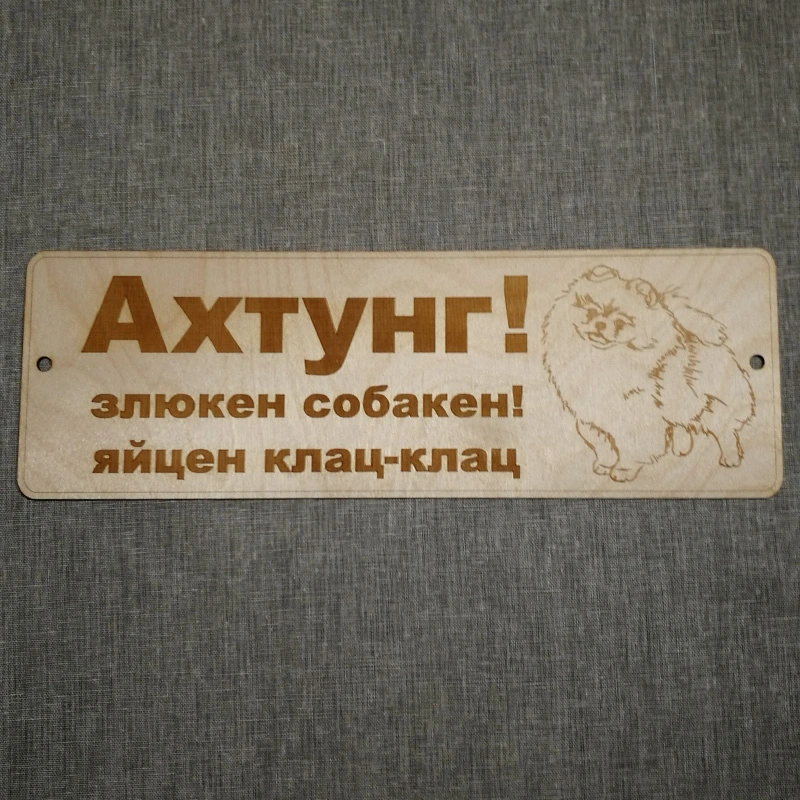 Ахтунг!
злюкен собакен!
яйцен клац-клац